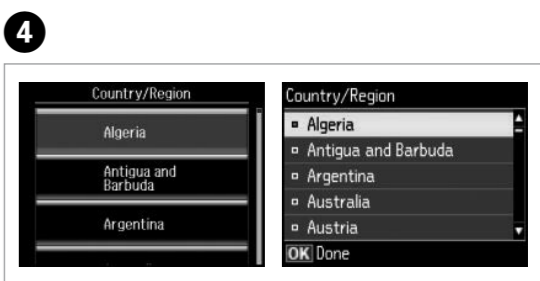 4
Country/Region
Algeria
Antigua and
Barbuda
Argentina
Country/Region
Algeria
Antigua and Barbuda
Argentina
Australia
Austria
OK Done